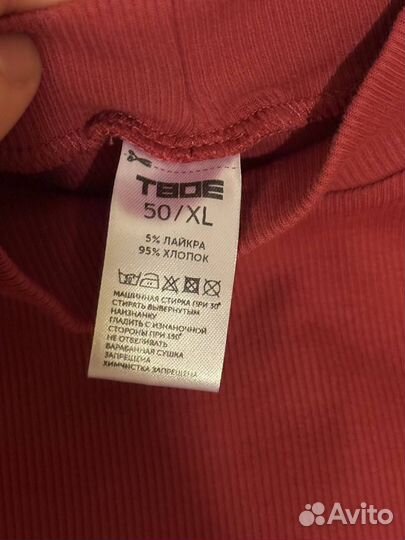 ТВОЕ
50/XL
5% ЛАЙКРА
95% ХЛОПОК
МАШИННАЯ СТИРКА ПРИ 30°
СТИРАТЬ ВЫВЕРНУТЫМ
НАИЗНАНКУ
ГЛАДИТЬ С ИЗНАНОЧНОЙ
СТОРОНЫ ПРИ 150°
НЕ ОТБЕЛИВАТЬ
БАРАБАННАЯ СУШКА
ЗАПРЕЩЕНА
ХИМЧИСТКА ЗАПРЕЩЕНА
Avito